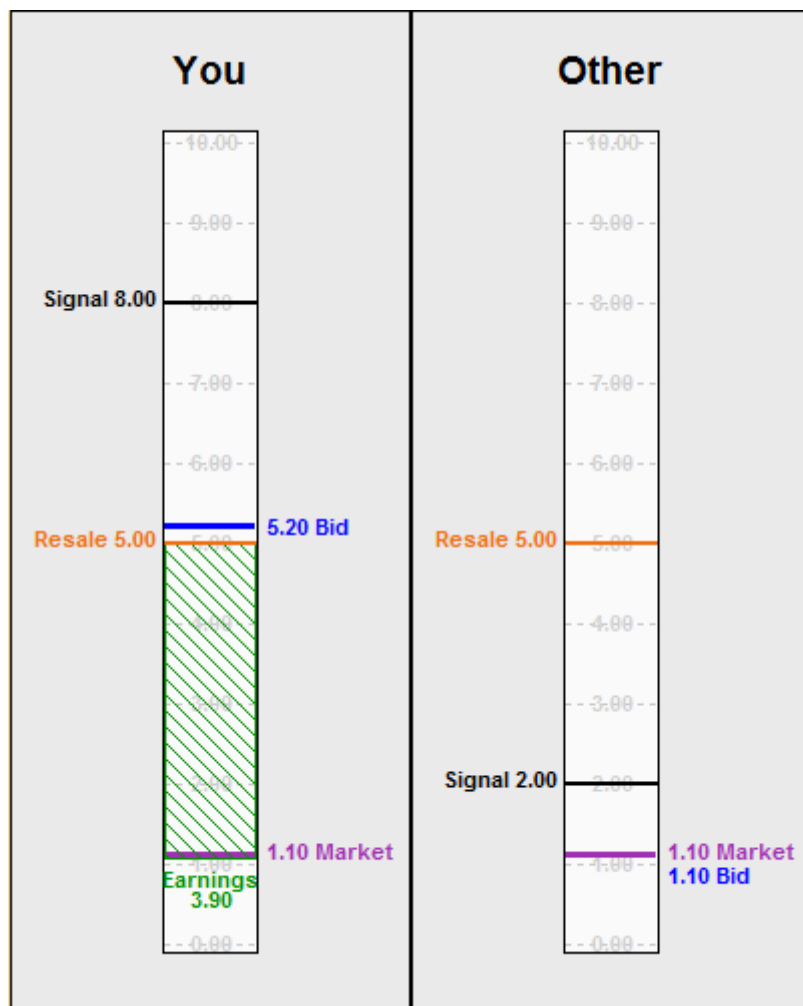 You
10.00
9.00
Signal 8.00
8.00
7.00
6.00
5.20 Bid
Resale 5.00
5.00
4.00
3.00
2.00
1.10 Market
1.00
Earnings
3.90
0.00
Other
10.00
9.00
8.00
7.00
6.00
Resale 5.00
5.00
4.00
3.00
Signal 2.00
2.00
1.10 Market
1.00
1.10 Bid
0.00